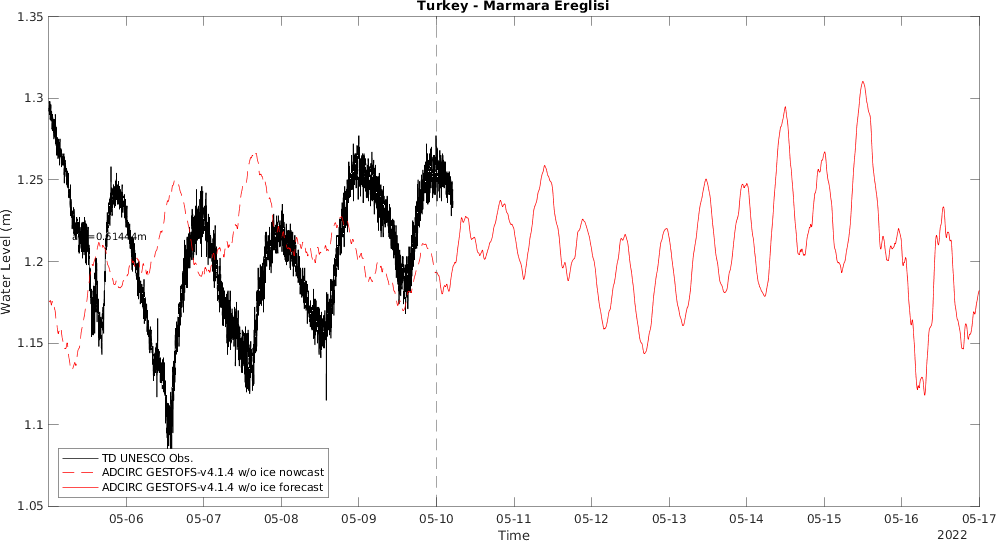 Turkey - Marmara Ereglisi
1.35
1.3
1.25
1.2
1.15
1.1
1.05
Water Level (m)
=0.51444m
TD UNESCO Obs.
ADCIRC GESTOFS-v4.1.4 w/o ice nowcast
ADCIRC GESTOFS-v4.1.4 w/o ice forecast
05-06 05-07 05-08 05-09 05-10 05-11 05-12 05-13 05-14 05-15 05-16 05-17
Time
2022